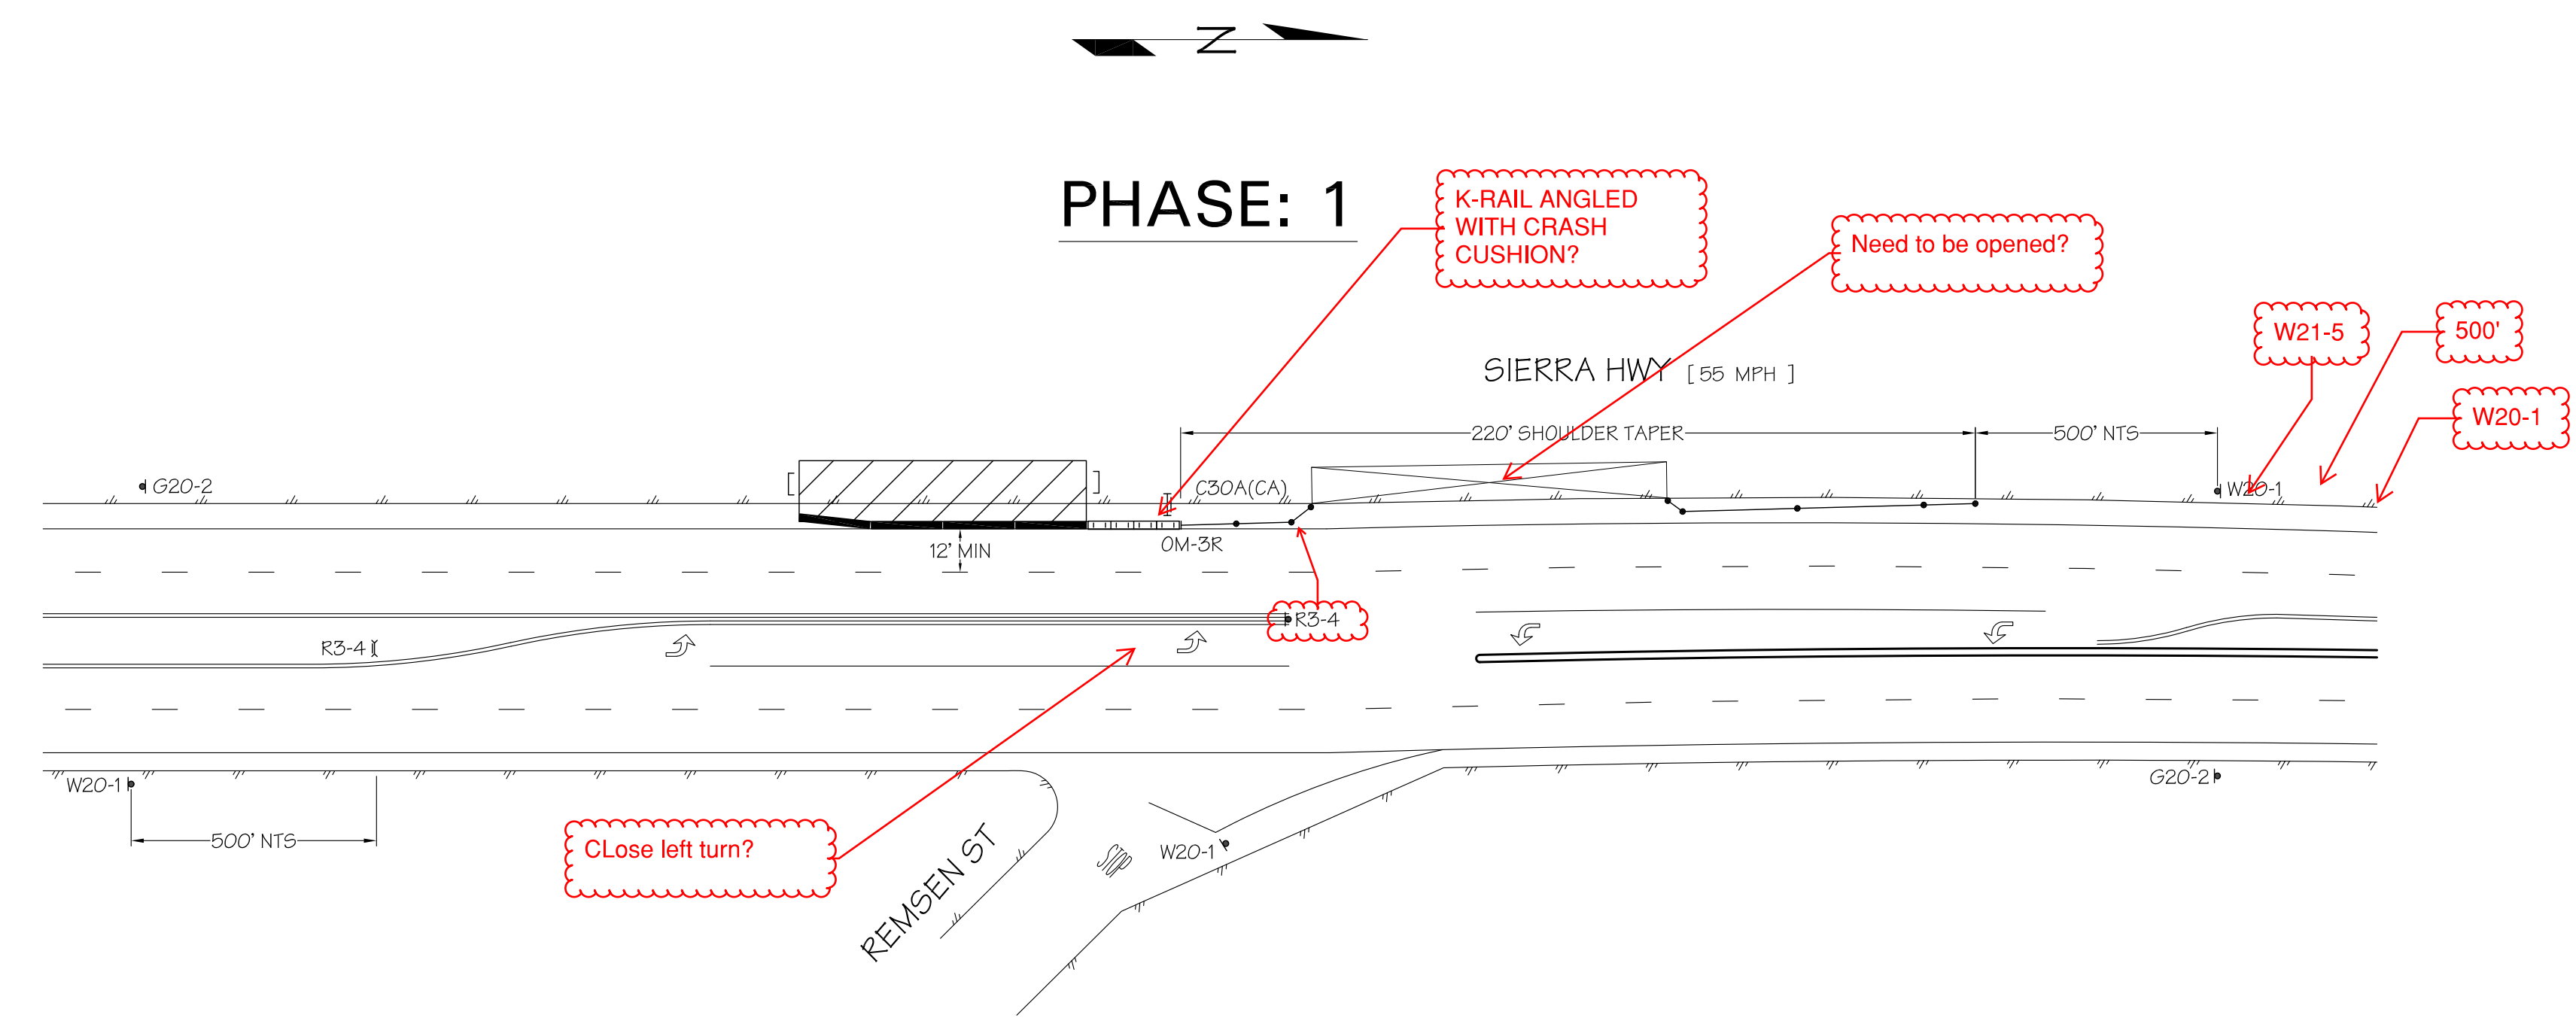 N
PHASE: 1
K-RAIL ANGLED
WITH CRASH
CUSHION?
Need to be opened?
W21-5
500'
W20-1
SIERRA HWY [ 55 MPH ]
220' SHOULDER TAPER
500' NTS
G20-2
C30A(CA)
W20-1
12' MIN
OM-3R
R3-4
R3-4
W20-1
G20-2
500' NTS
CLose left turn?
REMSEN ST
STOP
W20-1